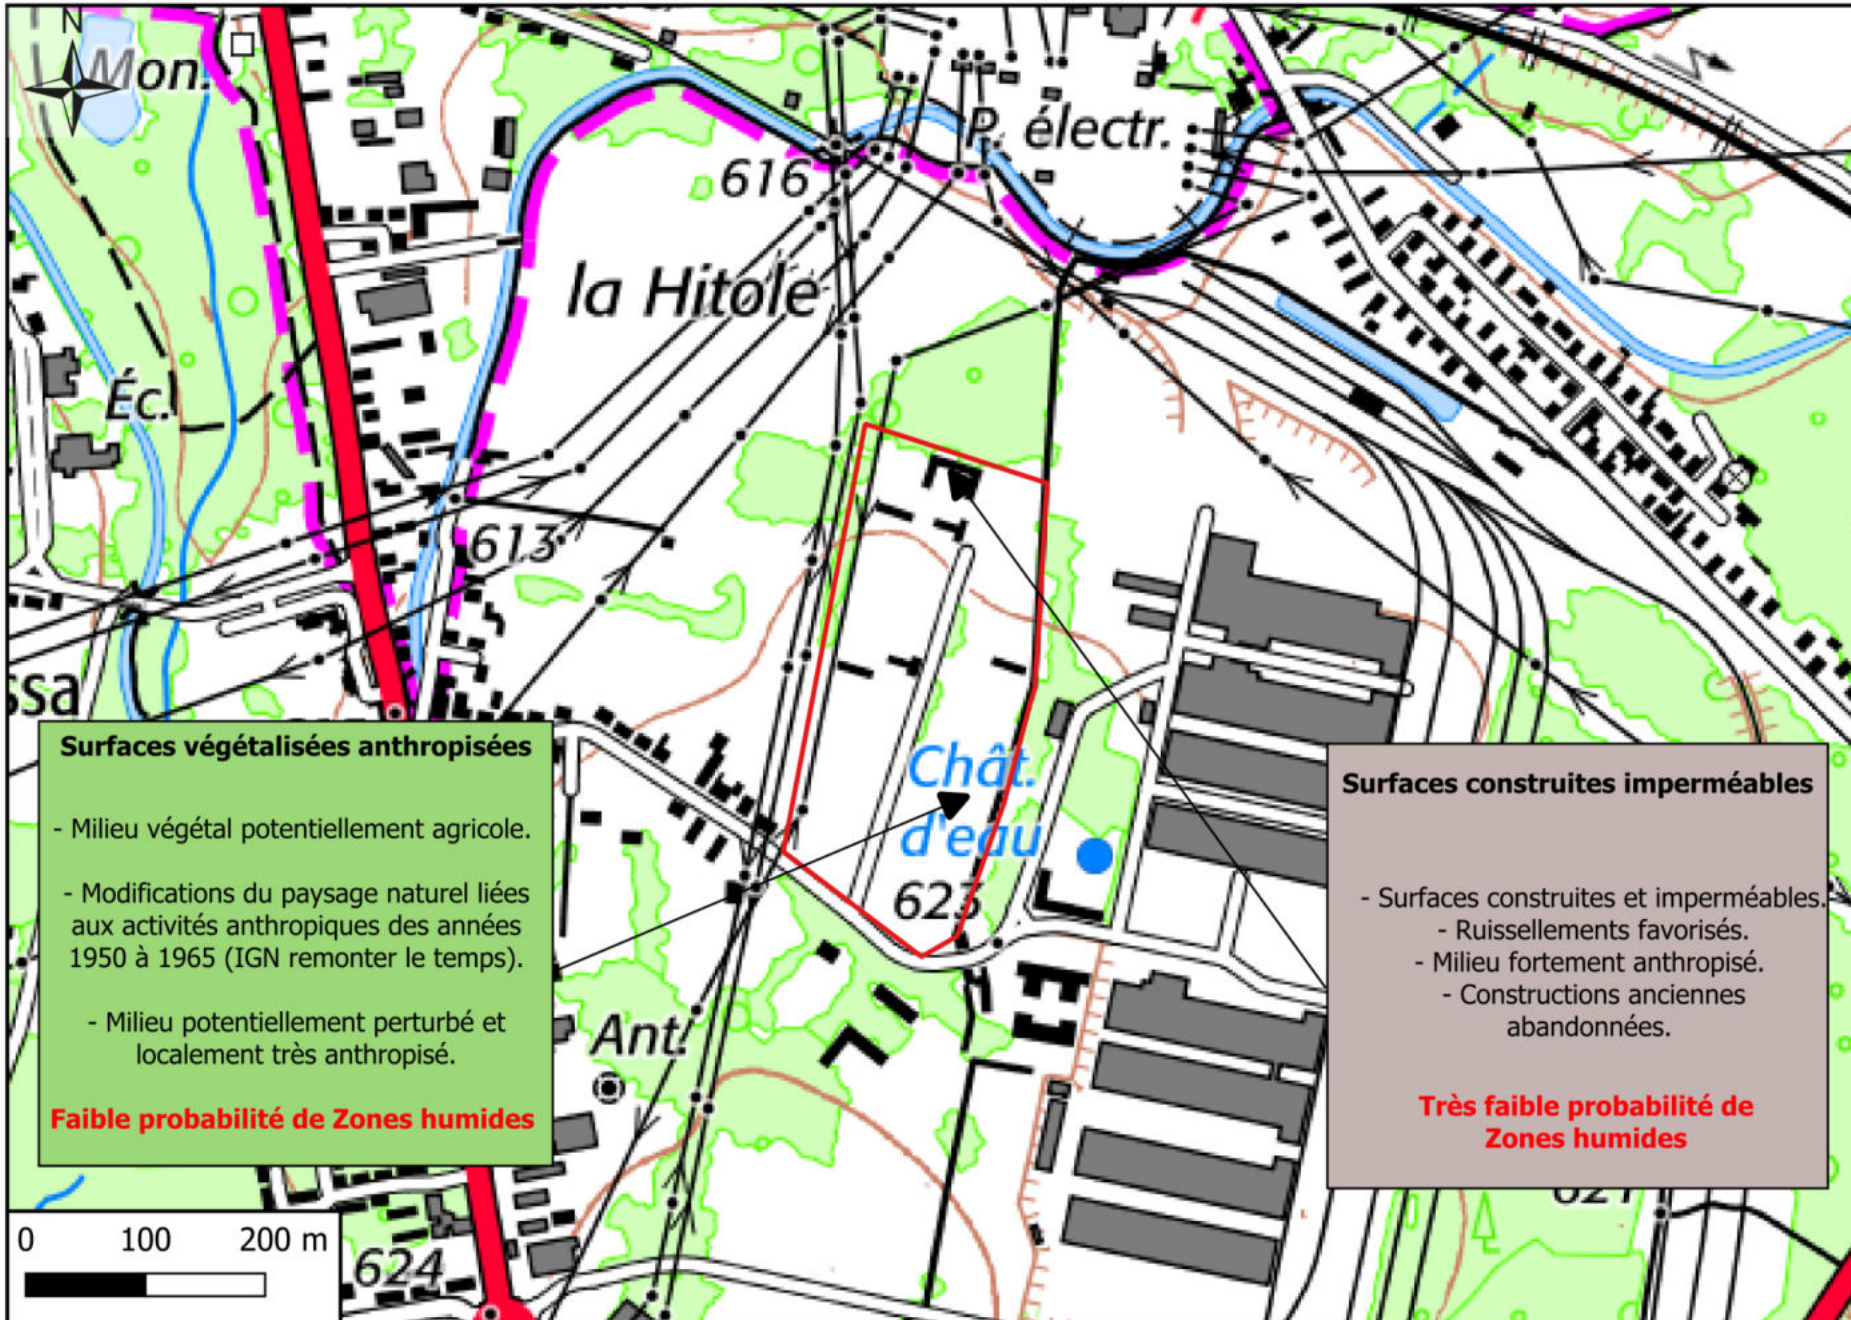 N
Mon.
P. électr.
616
la Hitole
Éc.
613
ssa
Surfaces végétalisées anthropisées
- Milieu végétal potentiellement agricole.
- Modifications du paysage naturel liées
aux activités anthropiques des années
1950 à 1965 (IGN remonter le temps).
- Milieu potentiellement perturbé et
localement très anthropisé.
Faible probabilité de Zones humides
Chât.
d'eau
623
Surfaces construites imperméables
- Surfaces construites et imperméables.
- Ruissellements favorisés.
- Milieu fortement anthropisé.
- Constructions anciennes
abandonnées.
Très faible probabilité de
Zones humides
Ant.
0 100 200 m
624